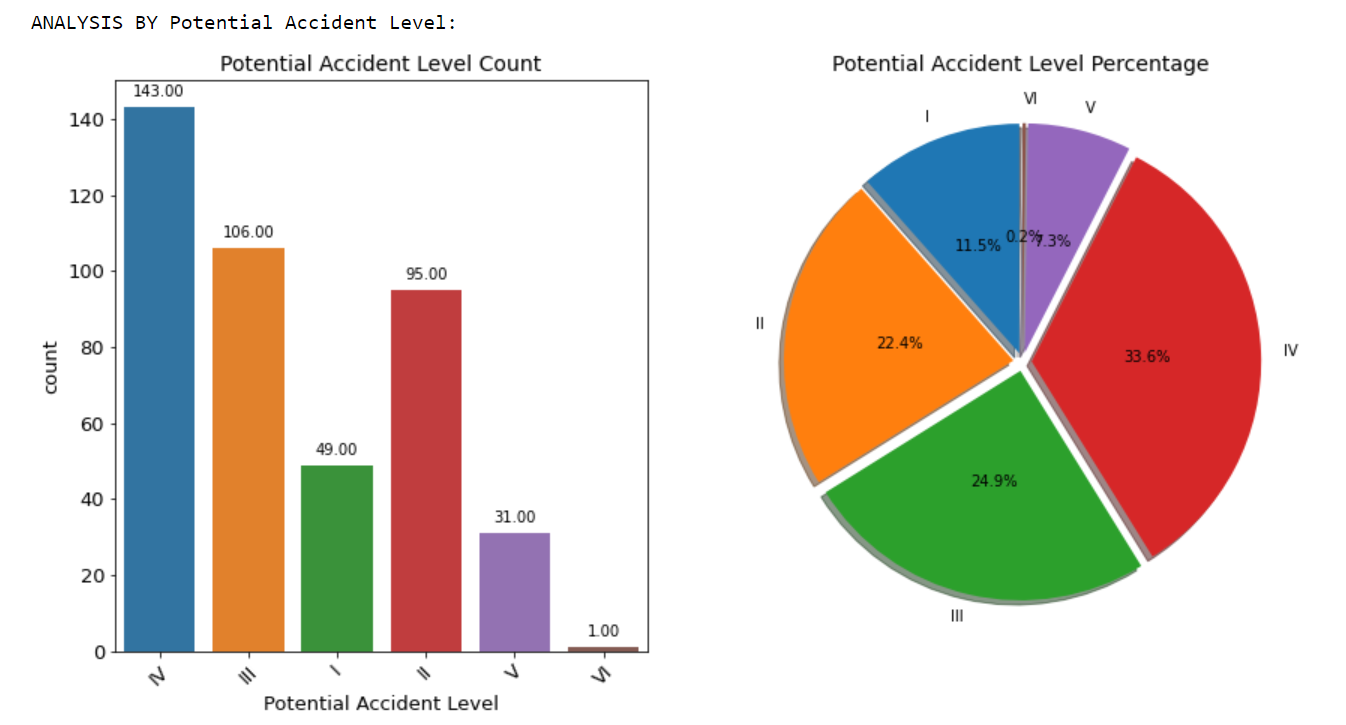 ANALYSIS BY Potential Accident Level:
Potential Accident Level Count
143.00
106.00
49.00
95.00
31.00
1.00
140
120
100
80
60
40
20
0
count
IV
III
I
II
V
VI
Potential Accident Level
Potential Accident Level Percentage
I
VI
V
II
IV
III
11.5%
0.2%
7.3%
22.4%
33.6%
24.9%